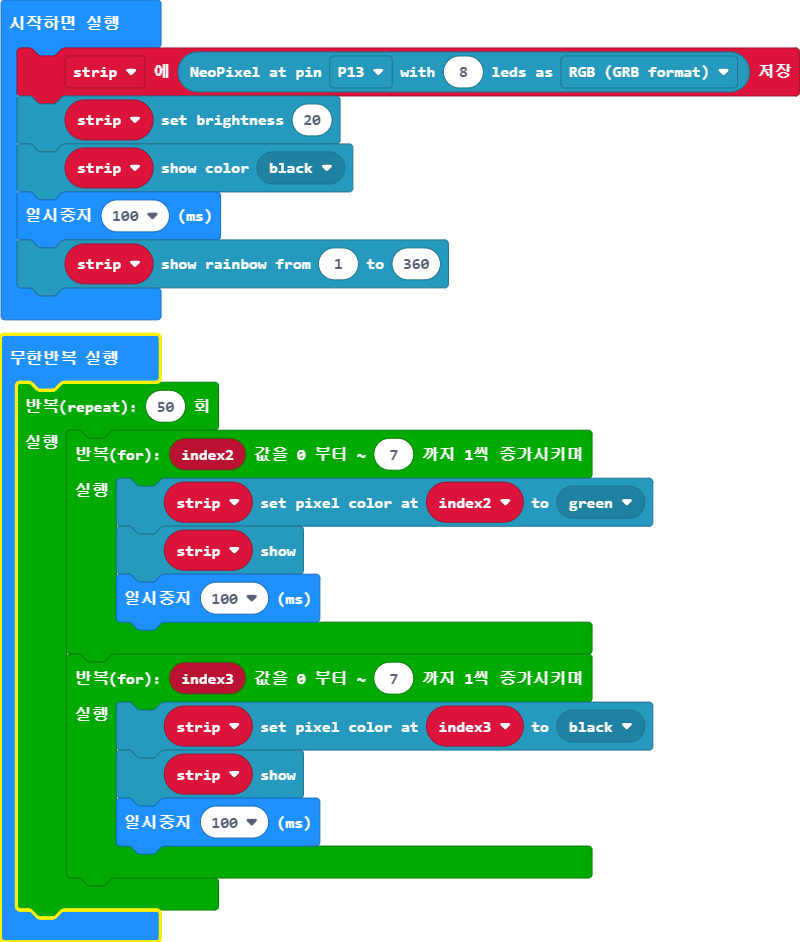 시작하면 실행
strip 에 NeoPixel at pin P13 with 8 leds as RGB (GRB format) 저장
strip set brightness 20
strip show color black
일시중지 100 (ms)
strip show rainbow from 1 to 360
무한반복 실행
반복(repeat): 50 회
실행 반복(for): index2 값을 0 부터 ~ 7 까지 1씩 증가시키며
실행 strip set pixel color at index2 to green
strip show
일시중지 100 (ms)
반복(for): index3 값을 0 부터 ~ 7 까지 1씩 증가시키며
실행 strip set pixel color at index3 to black
strip show
일시중지 100 (ms)